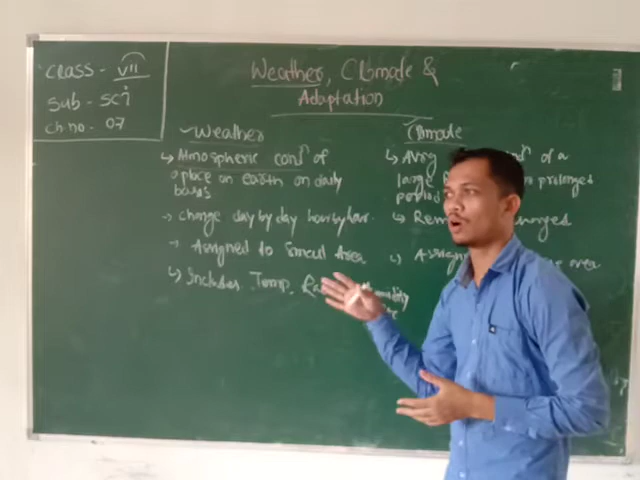 Class - VII
Sub - Sci
Ch.no. - 07
Weather, Climate &
Adaptation
Weather
↳ Atmospheric condn of
a place on earth on daily
basis
→ Change day by day hour by hour.
→ Assigned to Small Area
↳ Includes Temp.
Climate
↳ Avrg of a
large prolonged
period
↳
↳ Assign area